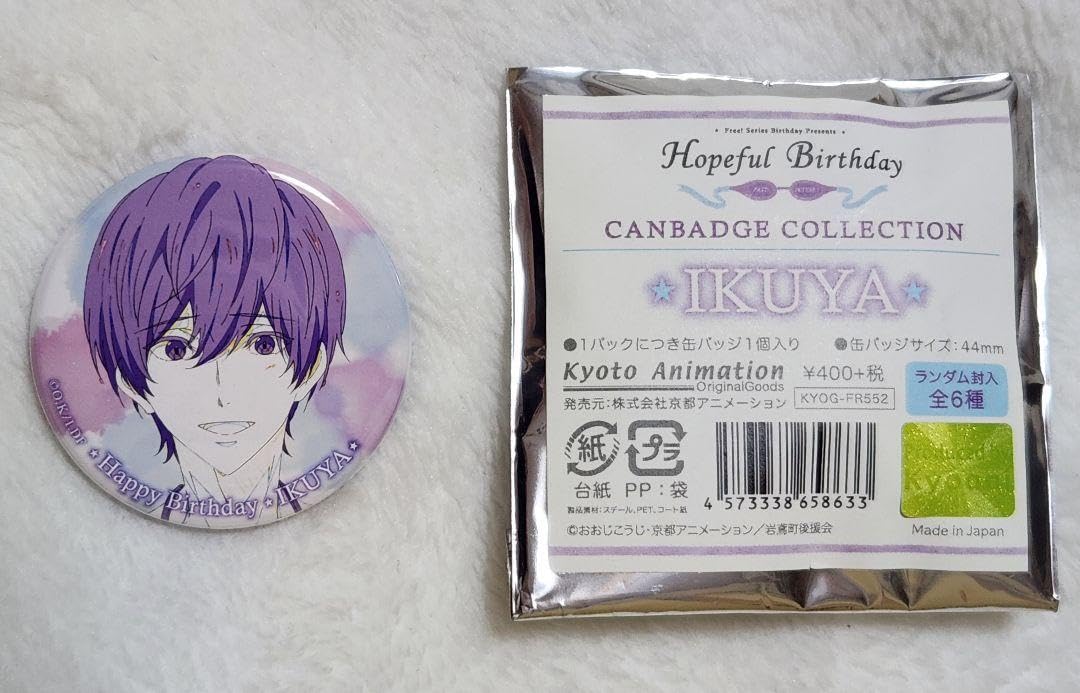 ©O,K/I,Df
★Happy Birthday★IKUYA★
★ Free! Series Birthday Presents ★
Hopeful Birthday
CANBADGE COLLECTION
★IKUYA★
●1パックにつき缶バッジ1個入り ●缶バッジサイズ:44mm
Kyoto Animation
OriginalGoods
¥400+税
発売元:株式会社京都アニメーション
KYOG-FR552
ランダム封入
全6種
紙
プラ
台紙 PP:袋
製品素材:スチール、PET、コート紙
4 573338 658633
©おおじこうじ・京都アニメーション/岩鳶町後援会
Made in Japan